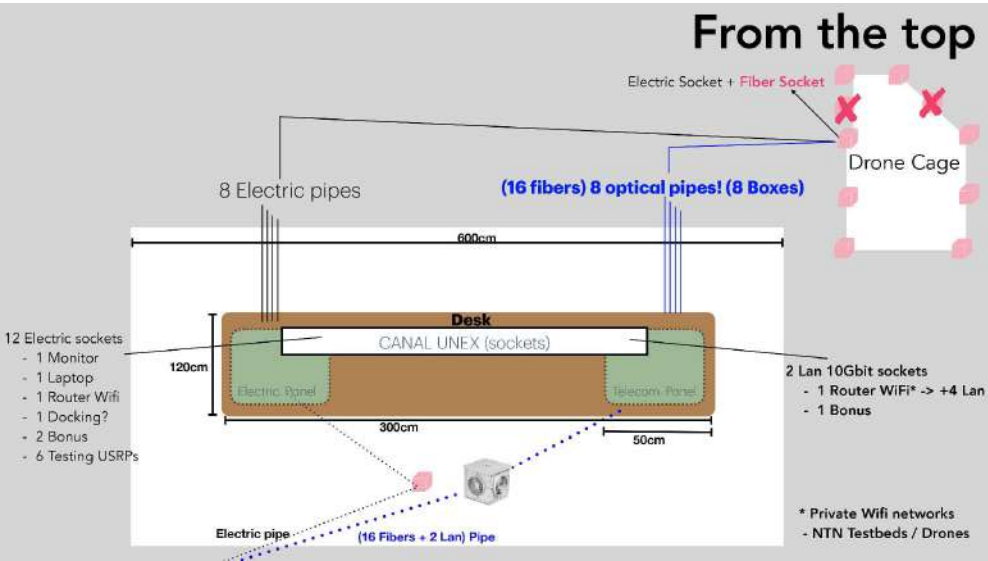 From the top
Electric Socket + Fiber Socket
Drone Cage
8 Electric pipes
(16 fibers) 8 optical pipes! (8 Boxes)
600cm
Desk
CANAL UNEX (sockets)
12 Electric sockets
- 1 Monitor
- 1 Laptop
- 1 Router Wifi
- 1 Docking?
- 2 Bonus
- 6 Testing USRPs
120cm
Electric. Panel
Telecom. Panel
2 Lan 10Gbit sockets
- 1 Router WiFi* -> +4 Lan
- 1 Bonus
300cm
50cm
Electric pipe
(16 Fibers + 2 Lan) Pipe
* Private Wifi networks
- NTN Testbeds / Drones